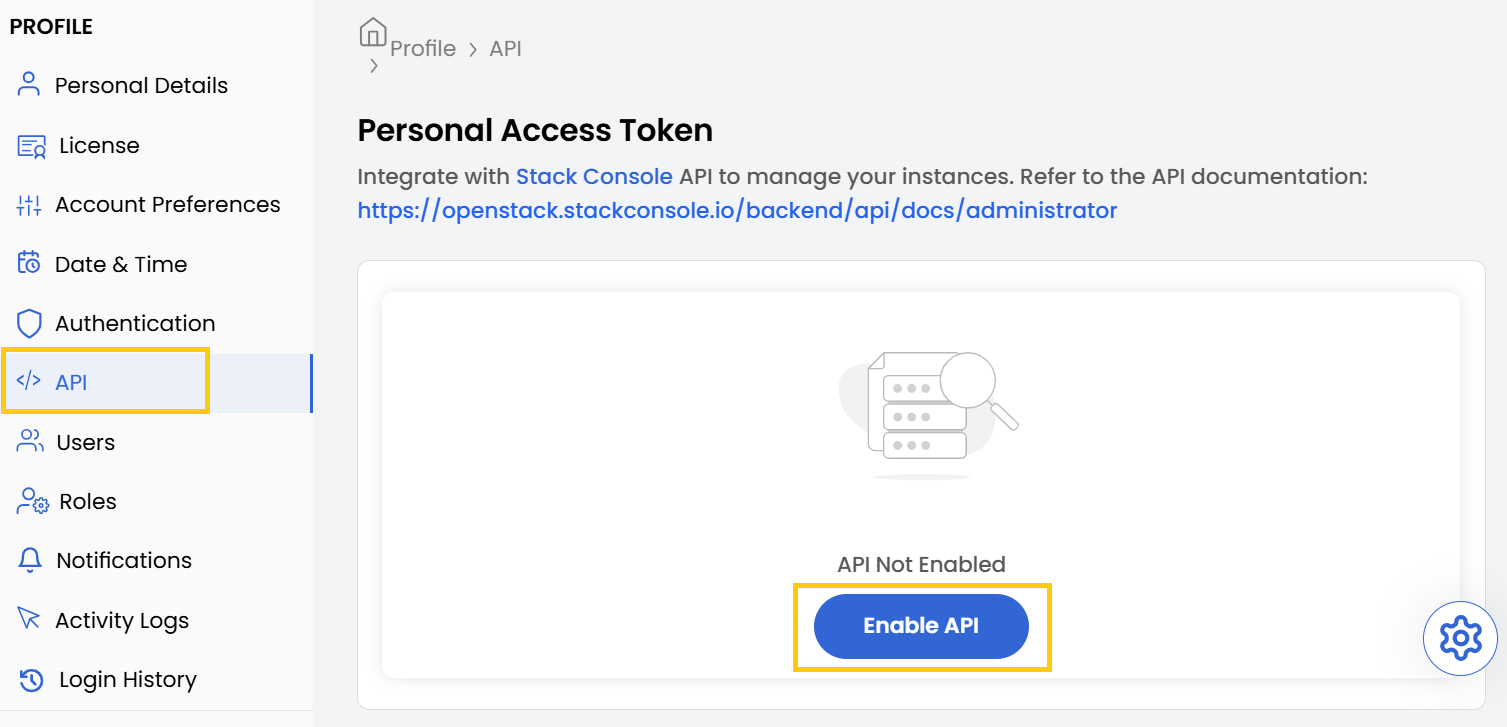 PROFILE
Personal Details
License
Account Preferences
Date & Time
Authentication
</> API
Users
Roles
Notifications
Activity Logs
Login History
Profile > API
>
Personal Access Token
Integrate with Stack Console API to manage your instances. Refer to the API documentation:
https://openstack.stackconsole.io/backend/api/docs/administrator
API Not Enabled
Enable API